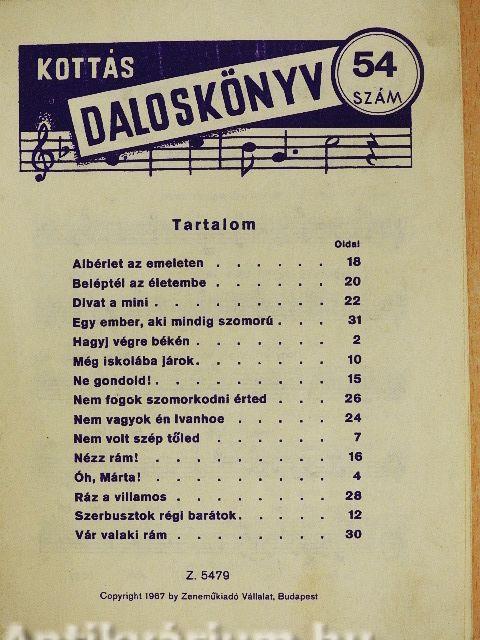 KOTTÁS
DALOSKÖNYV
54
SZÁM
Tartalom
Oldal
Albérlet az emeleten . . . . . . 18
Beléptél az életembe . . . . . . 20
Divat a mini . . . . . . . . . 22
Egy ember, aki mindig szomorú . . . 31
Hagyj végre békén . . . . . . . 2
Még iskolába járok . . . . . . . 10
Ne gondold! . . . . . . . . . 15
Nem fogok szomorkodni érted . . . . 26
Nem vagyok én Ivanhoe . . . . . 24
Nem volt szép tőled . . . . . . 7
Nézz rám! . . . . . . . . . 16
Óh, Márta! . . . . . . . . . 4
Ráz a villamos . . . . . . . . 28
Szerbusztok régi barátok . . . . . 12
Vár valaki rám . . . . . . . . 30
Z. 5479
Copyright 1967 by Zeneműkiadó Vállalat, Budapest
Antikvárium.hu